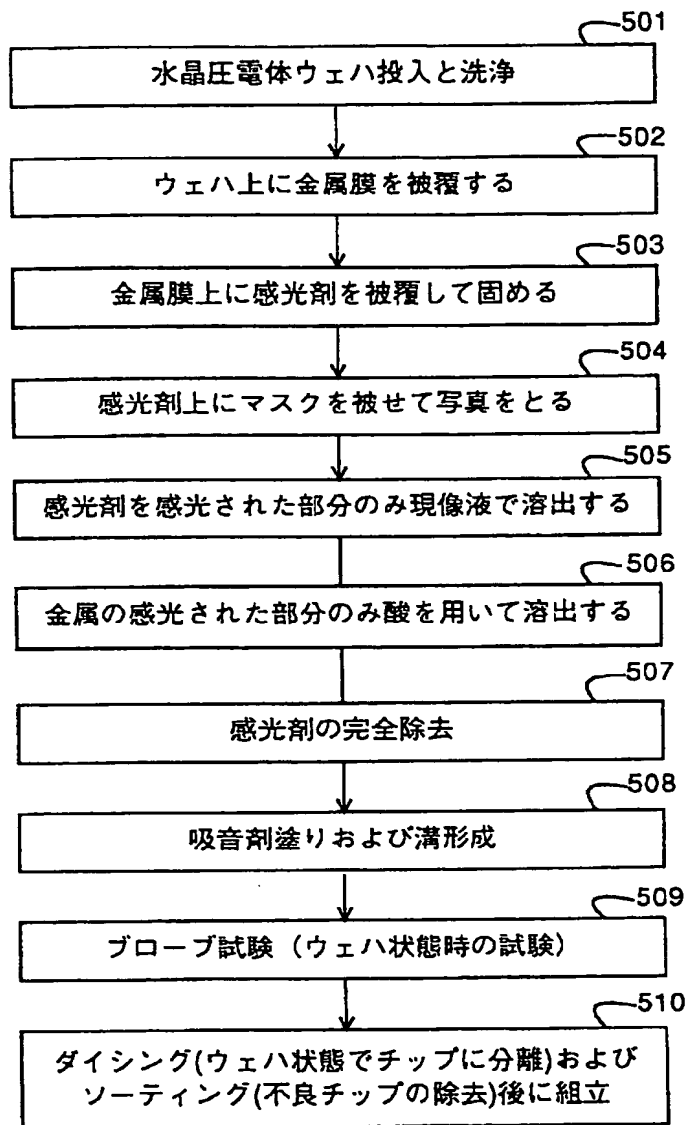 501
水晶圧電体ウェハ投入と洗浄
502
ウェハ上に金属膜を被覆する
503
金属膜上に感光剤を被覆して固める
504
感光剤上にマスクを被せて写真をとる
505
感光剤を感光された部分のみ現像液で溶出する
506
金属の感光された部分のみ酸を用いて溶出する
507
感光剤の完全除去
508
吸音剤塗りおよび溝形成
509
ブローブ試験（ウェハ状態時の試験）
510
ダイシング(ウェハ状態でチップに分離)および
ソーティング(不良チップの除去)後に組立